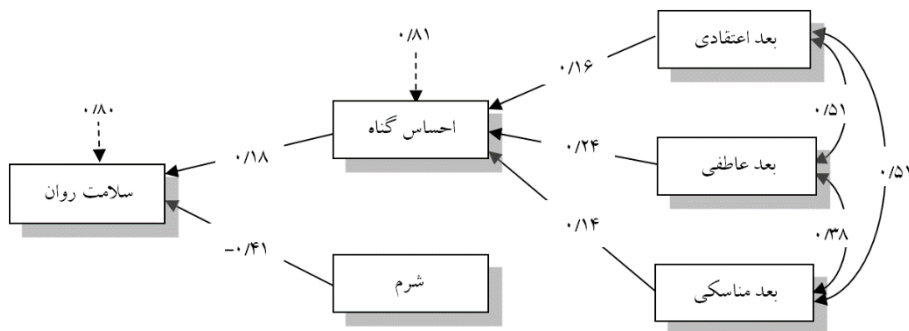 بعد اعتقادی
۰/۸۱
۰/۱۶
۰/۵۱
احساس گناه
۰/۸۰
۰/۲۴
بعد عاطفی
۰/۵۱
۰/۱۸
سلامت روان
۰/۱۴
۰/۳۸
-۰/۴۱
شرم
بعد مناسکی